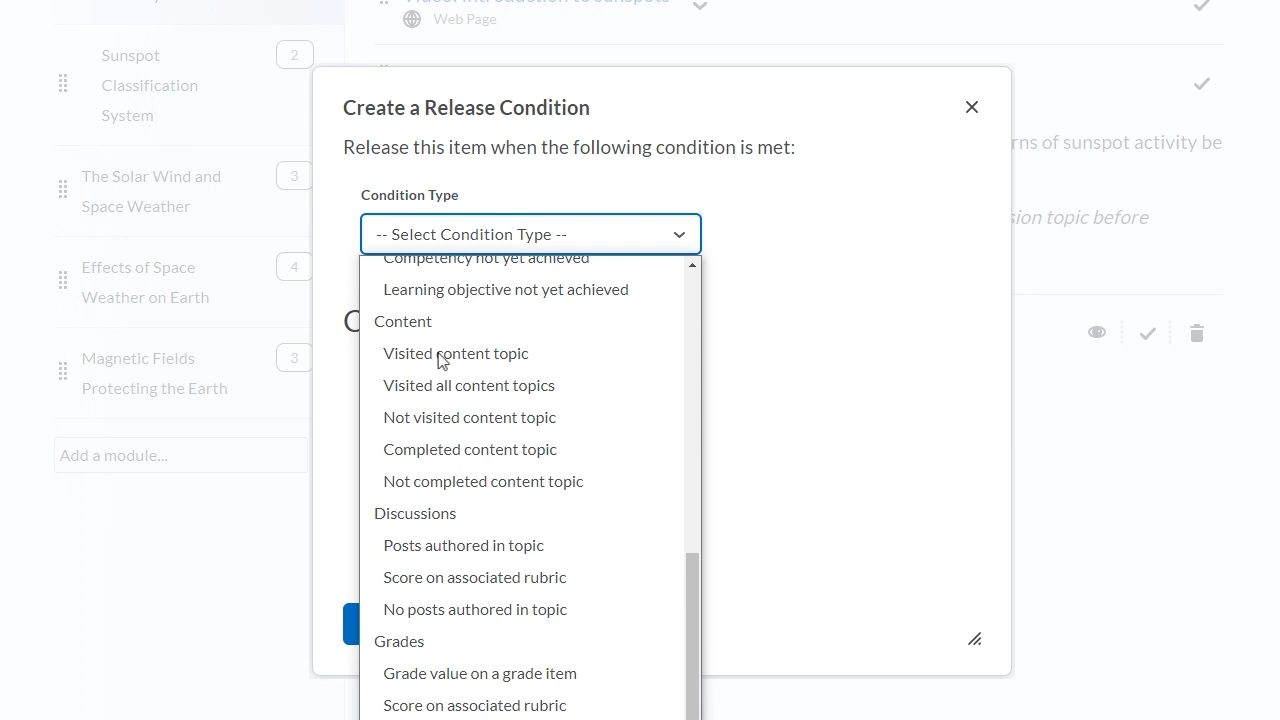 Video: Introduction to sunspots
Web Page
Sunspot
Classification
System
2
The Solar Wind and
Space Weather
3
Effects of Space
Weather on Earth
4
Magnetic Fields
Protecting the Earth
3
Add a module...
rns of sunspot activity be
sion topic before
Create a Release Condition
Release this item when the following condition is met:
Condition Type
-- Select Condition Type --
Competency not yet achieved
Learning objective not yet achieved
Content
Visited content topic
Visited all content topics
Not visited content topic
Completed content topic
Not completed content topic
Discussions
Posts authored in topic
Score on associated rubric
No posts authored in topic
Grades
Grade value on a grade item
Score on associated rubric